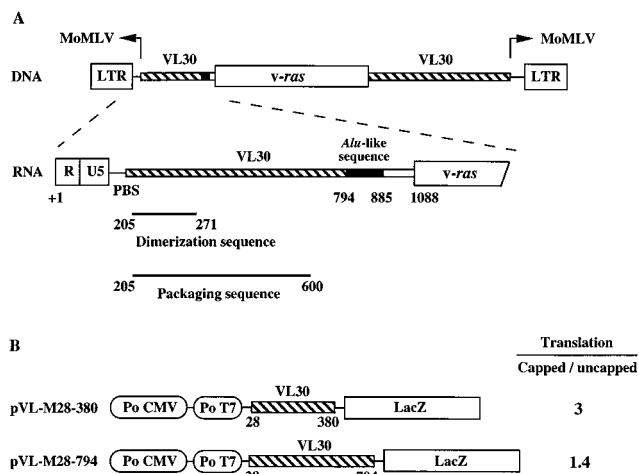 A
MoMLV
MoMLV
VL30
VL30
DNA
LTR
v-ras
LTR
Alu-like
sequence
VL30
RNA
R U5
v-ras
PBS
+1
794 885 1088
205 271
Dimerization sequence
205 600
Packaging sequence
B
Translation
Capped / uncapped
VL30
pVL-M28-380 Po CMV Po T7 LacZ 3
28 380
VL30
pVL-M28-794 Po CMV Po T7 LacZ 1.4